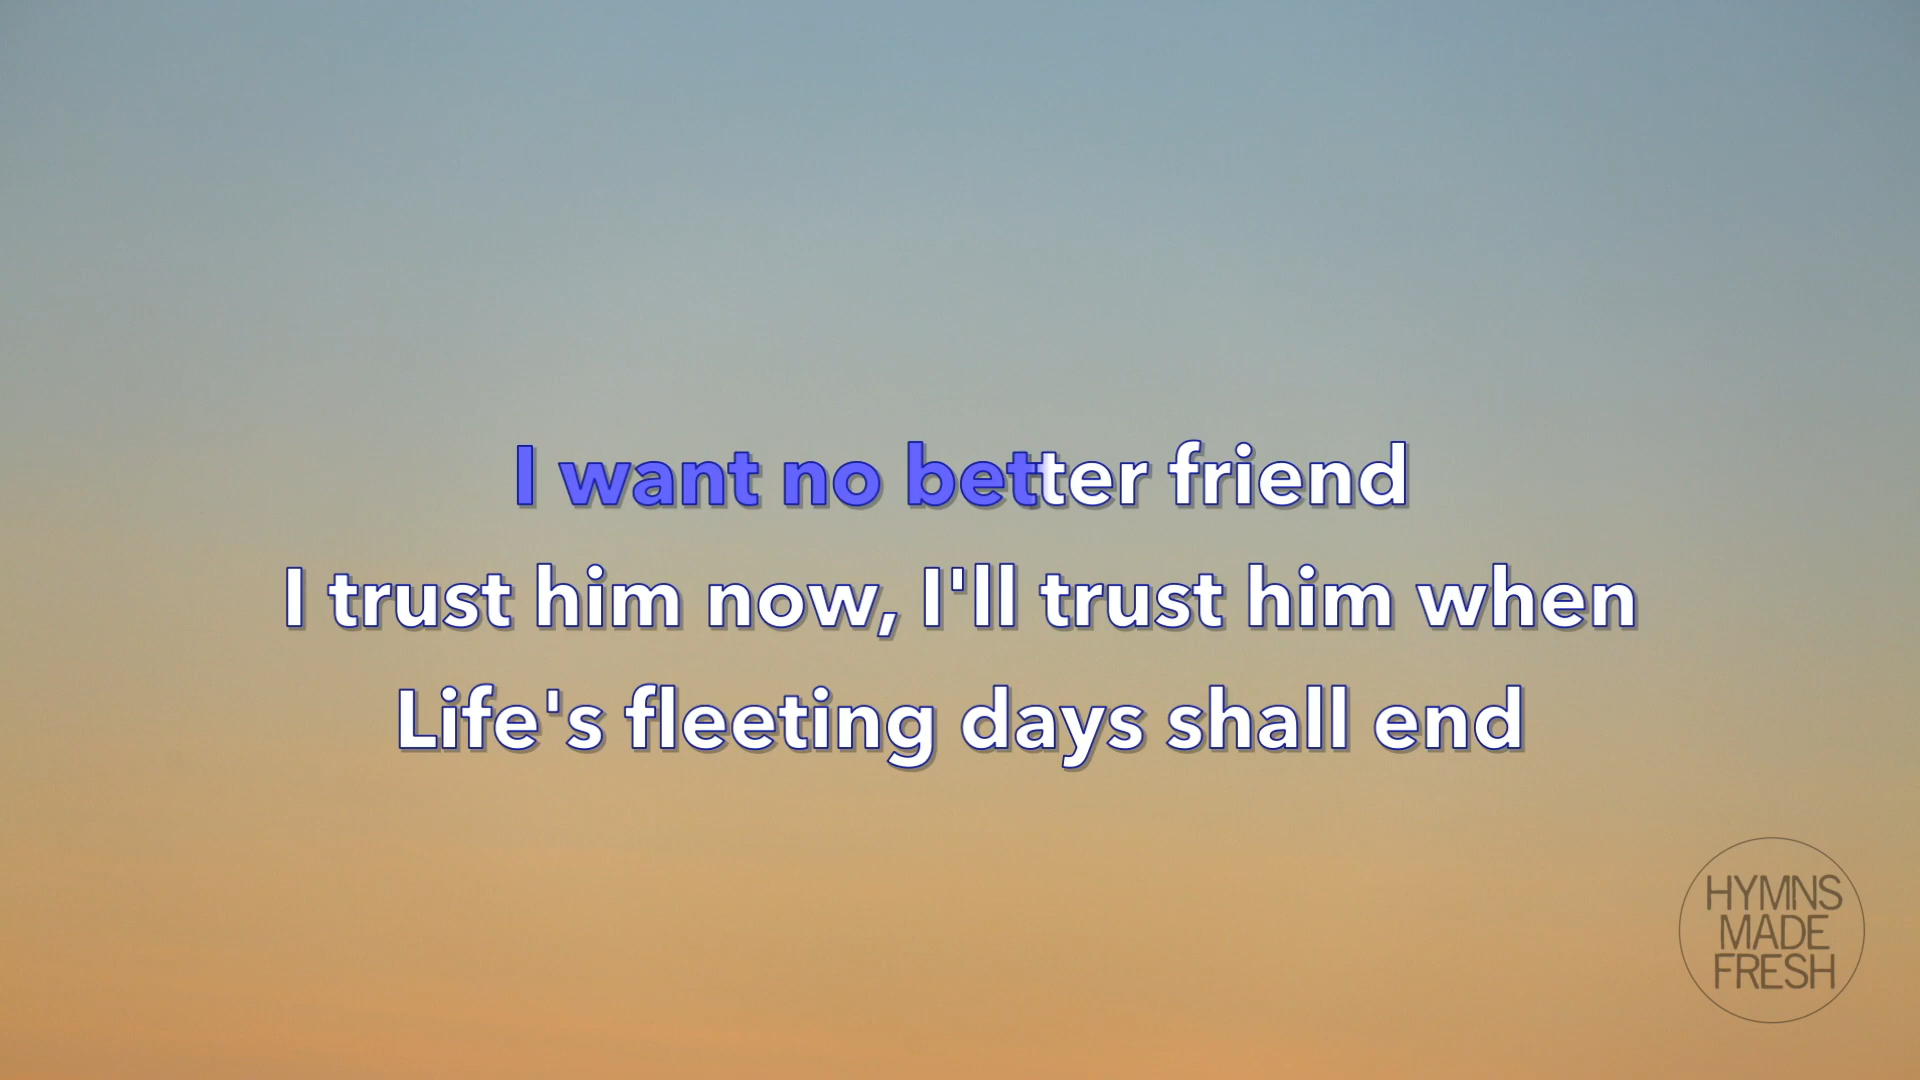 I want no better friend
I trust him now, I'll trust him when
Life's fleeting days shall end
HYMNS
MADE
FRESH